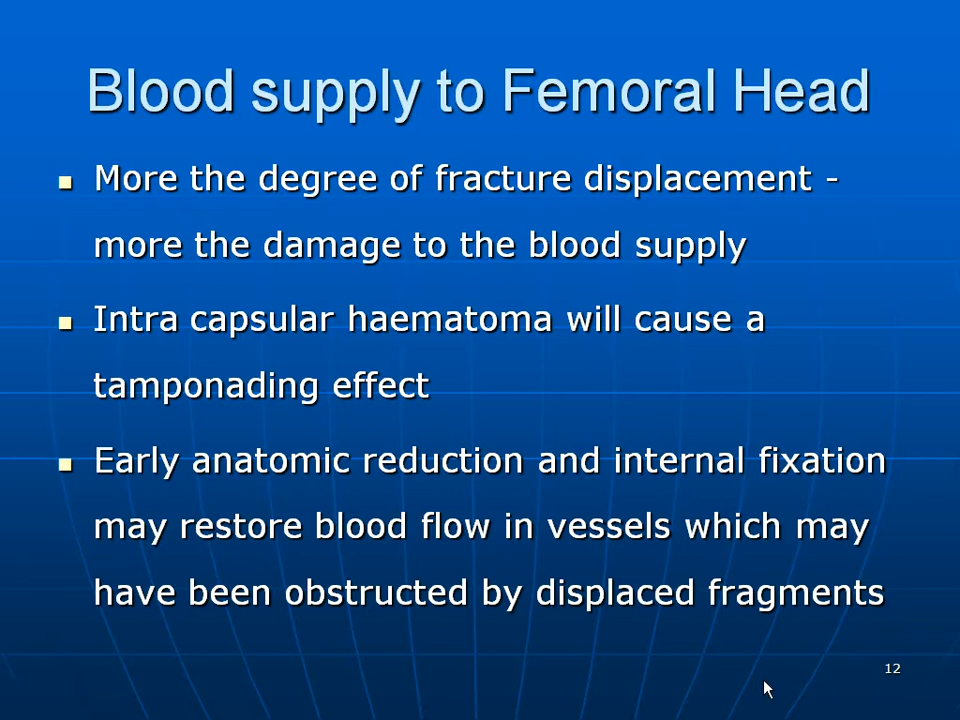 Blood supply to Femoral Head
More the degree of fracture displacement -
more the damage to the blood supply
Intra capsular haematoma will cause a
tamponading effect
Early anatomic reduction and internal fixation
may restore blood flow in vessels which may
have been obstructed by displaced fragments
12